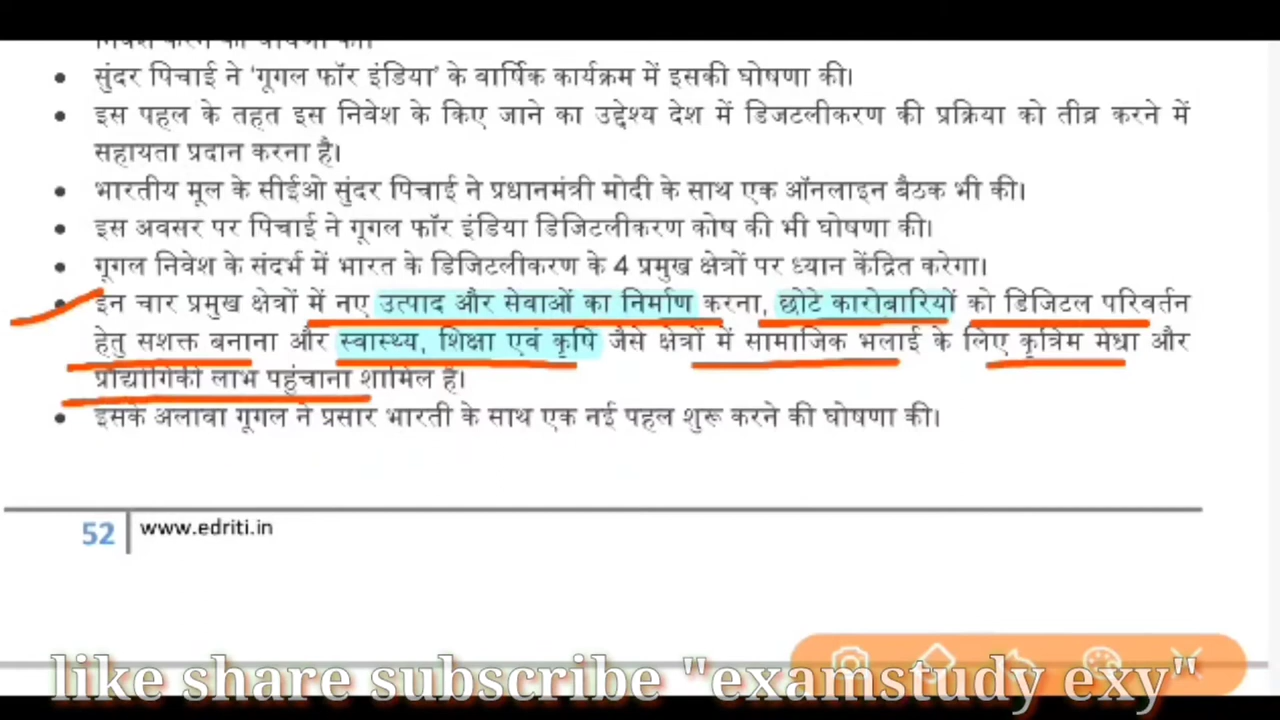 सुंदर पिचाई ने 'गूगल फॉर इंडिया' के वार्षिक कार्यक्रम में इसकी घोषणा की।
इस पहल के तहत इस निवेश के किए जाने का उद्देश्य देश में डिजटलीकरण की प्रक्रिया को तीव्र करने में
सहायता प्रदान करना है।
भारतीय मूल के सीईओ सुंदर पिचाई ने प्रधानमंत्री मोदी के साथ एक ऑनलाइन बैठक भी की।
इस अवसर पर पिचाई ने गूगल फॉर इंडिया डिजिटलीकरण कोष की भी घोषणा की।
गूगल निवेश के संदर्भ में भारत के डिजिटलीकरण के 4 प्रमुख क्षेत्रों पर ध्यान केंद्रित करेगा।
इन चार प्रमुख क्षेत्रों में नए उत्पाद और सेवाओं का निर्माण करना, छोटे कारोबारियों को डिजिटल परिवर्तन
हेतु सशक्त बनाना और स्वास्थ्य, शिक्षा एवं कृषि जैसे क्षेत्रों में सामाजिक भलाई के लिए कृत्रिम मेधा और
प्रौद्योगिकी लाभ पहुंचाना शामिल है।
इसके अलावा गूगल ने प्रसार भारती के साथ एक नई पहल शुरू करने की घोषणा की।
52 www.edriti.in
like share subscribe "examstudy exy"